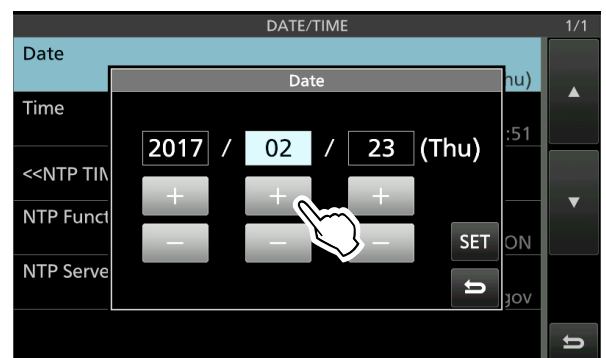 DATE/TIME 1/1
Date
Date
2017 / 02 / 23 (Thu)
+ + +
- - -
SET
Time
:51
<<NTP TIM
NTP Funct
ON
NTP Serve
gov